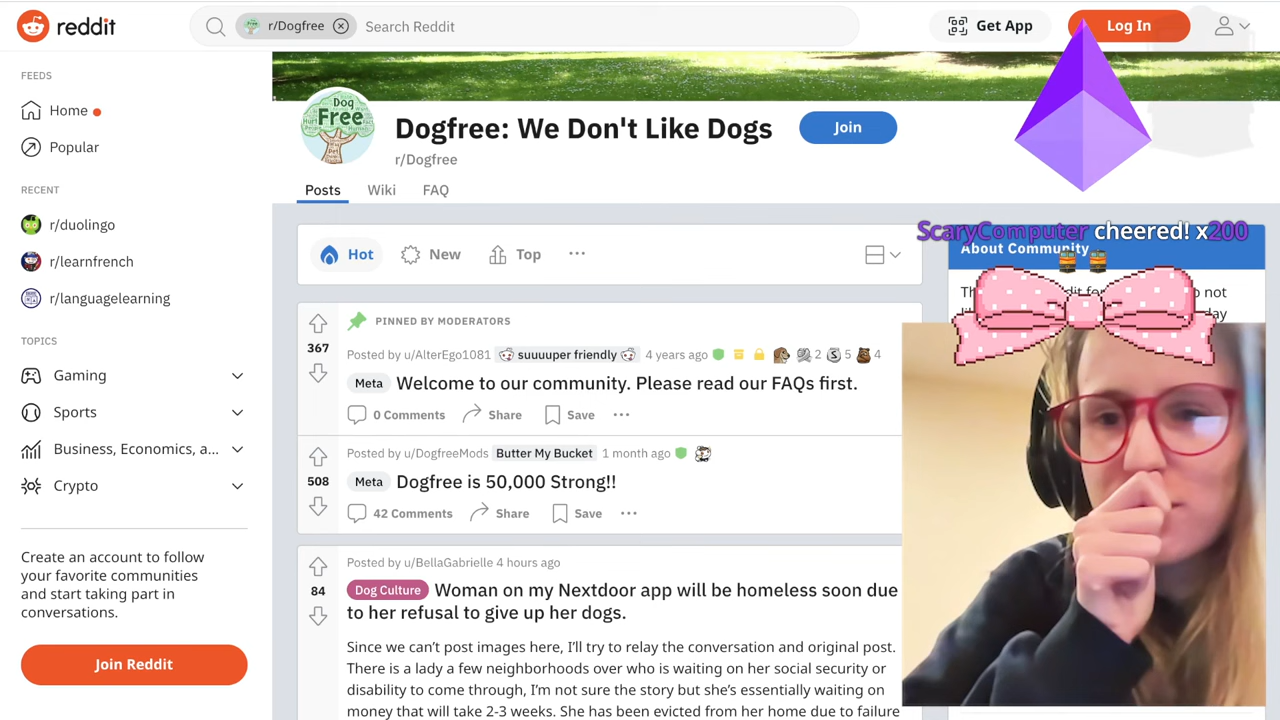 reddit
r/Dogfree
Search Reddit
Get App
Log In
FEEDS
Home
Popular
RECENT
r/duolingo
r/learnfrench
r/languagelearning
TOPICS
Gaming
Sports
Business, Economics, a...
Crypto
Create an account to follow
your favorite communities
and start taking part in
conversations.
Join Reddit
Dog
Free
Dogfree: We Don't Like Dogs
Join
r/Dogfree
Posts Wiki FAQ
Hot New Top ...
367
PINNED BY MODERATORS
Posted by u/AlterEgo1081 suuuuper friendly 4 years ago 2 5 4
Meta Welcome to our community. Please read our FAQs first.
0 Comments Share Save ...
508
Posted by u/DogfreeMods Butter My Bucket 1 month ago
Meta Dogfree is 50,000 Strong!!
42 Comments Share Save ...
84
Posted by u/BellaGabrielle 4 hours ago
Dog Culture Woman on my Nextdoor app will be homeless soon due
to her refusal to give up her dogs.
Since we can’t post images here, I’ll try to relay the conversation and original post.
There is a lady a few neighborhoods over who is waiting on her social security or
disability to come through, I’m not sure the story but she’s essentially waiting on
money that will take 2-3 weeks. She has been evicted from her home due to failure
ScaryComputer cheered! x200
About Community
not